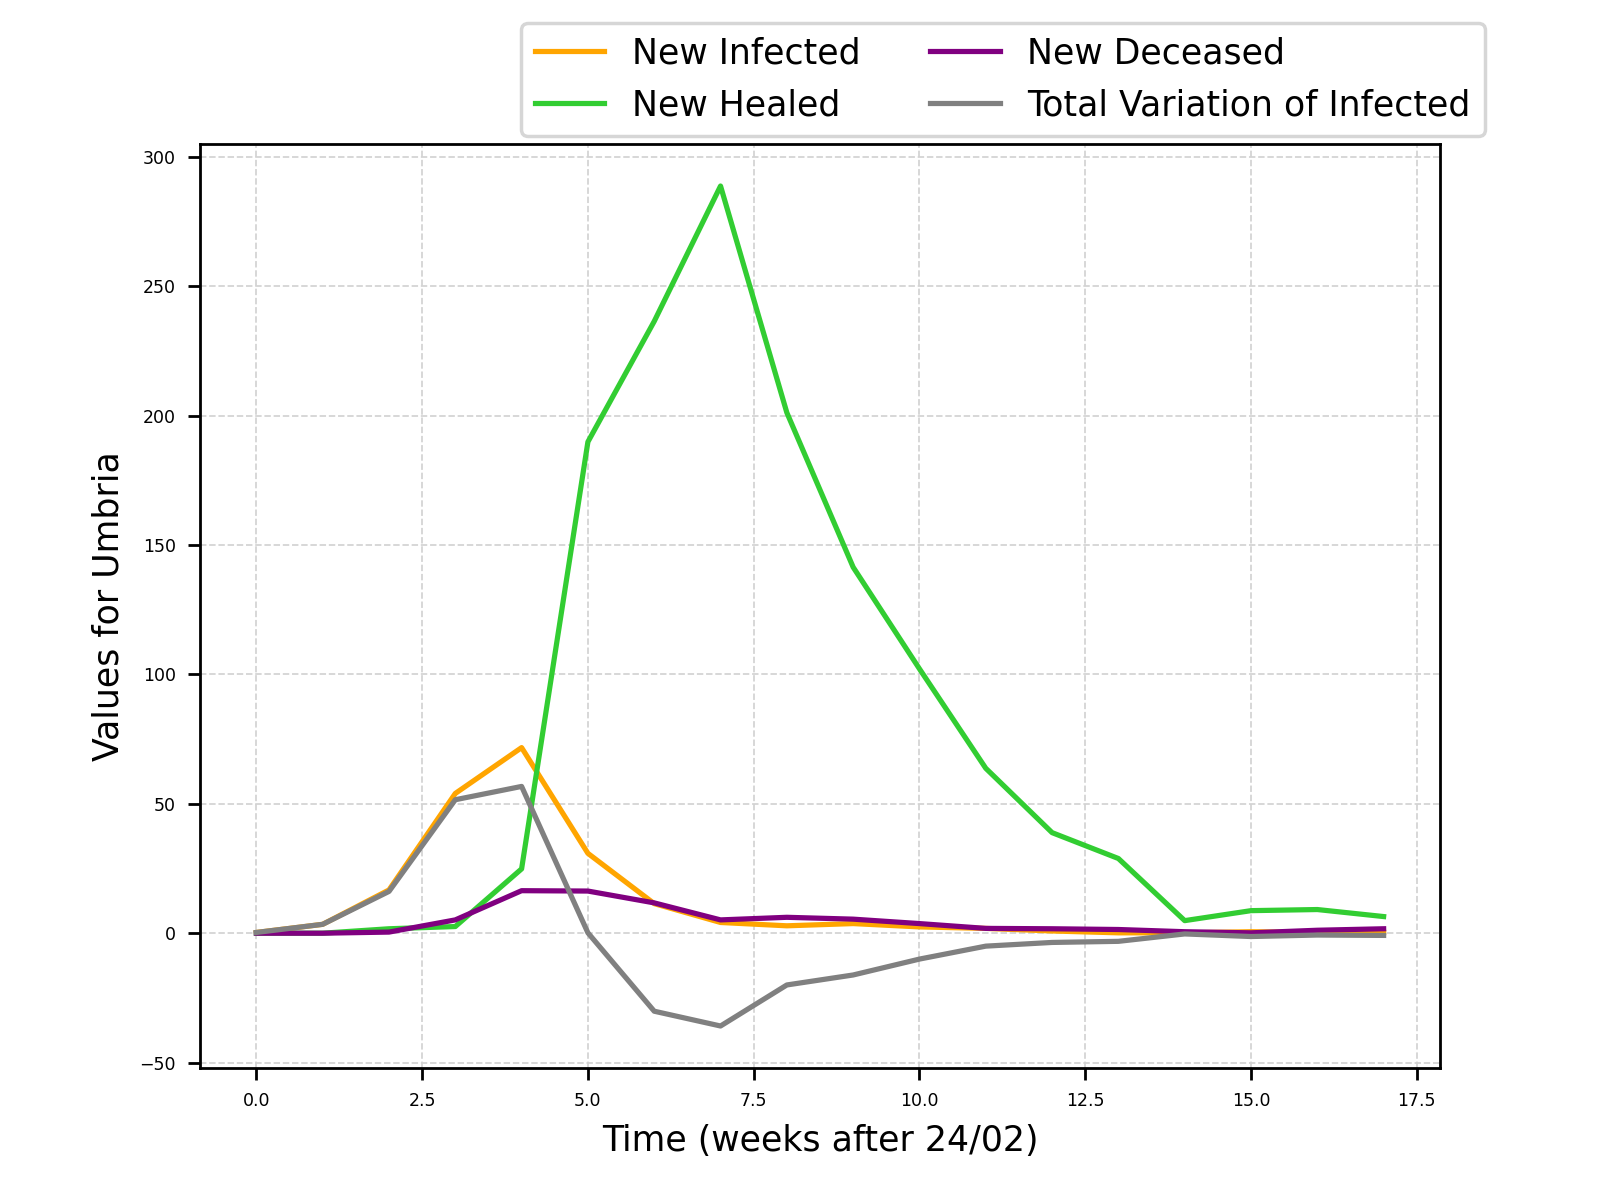 New Infected
New Healed
New Deceased
Total Variation of Infected
Values for Umbria
300
250
200
150
100
50
0
−50
0.0 2.5 5.0 7.5 10.0 12.5 15.0 17.5
Time (weeks after 24/02)